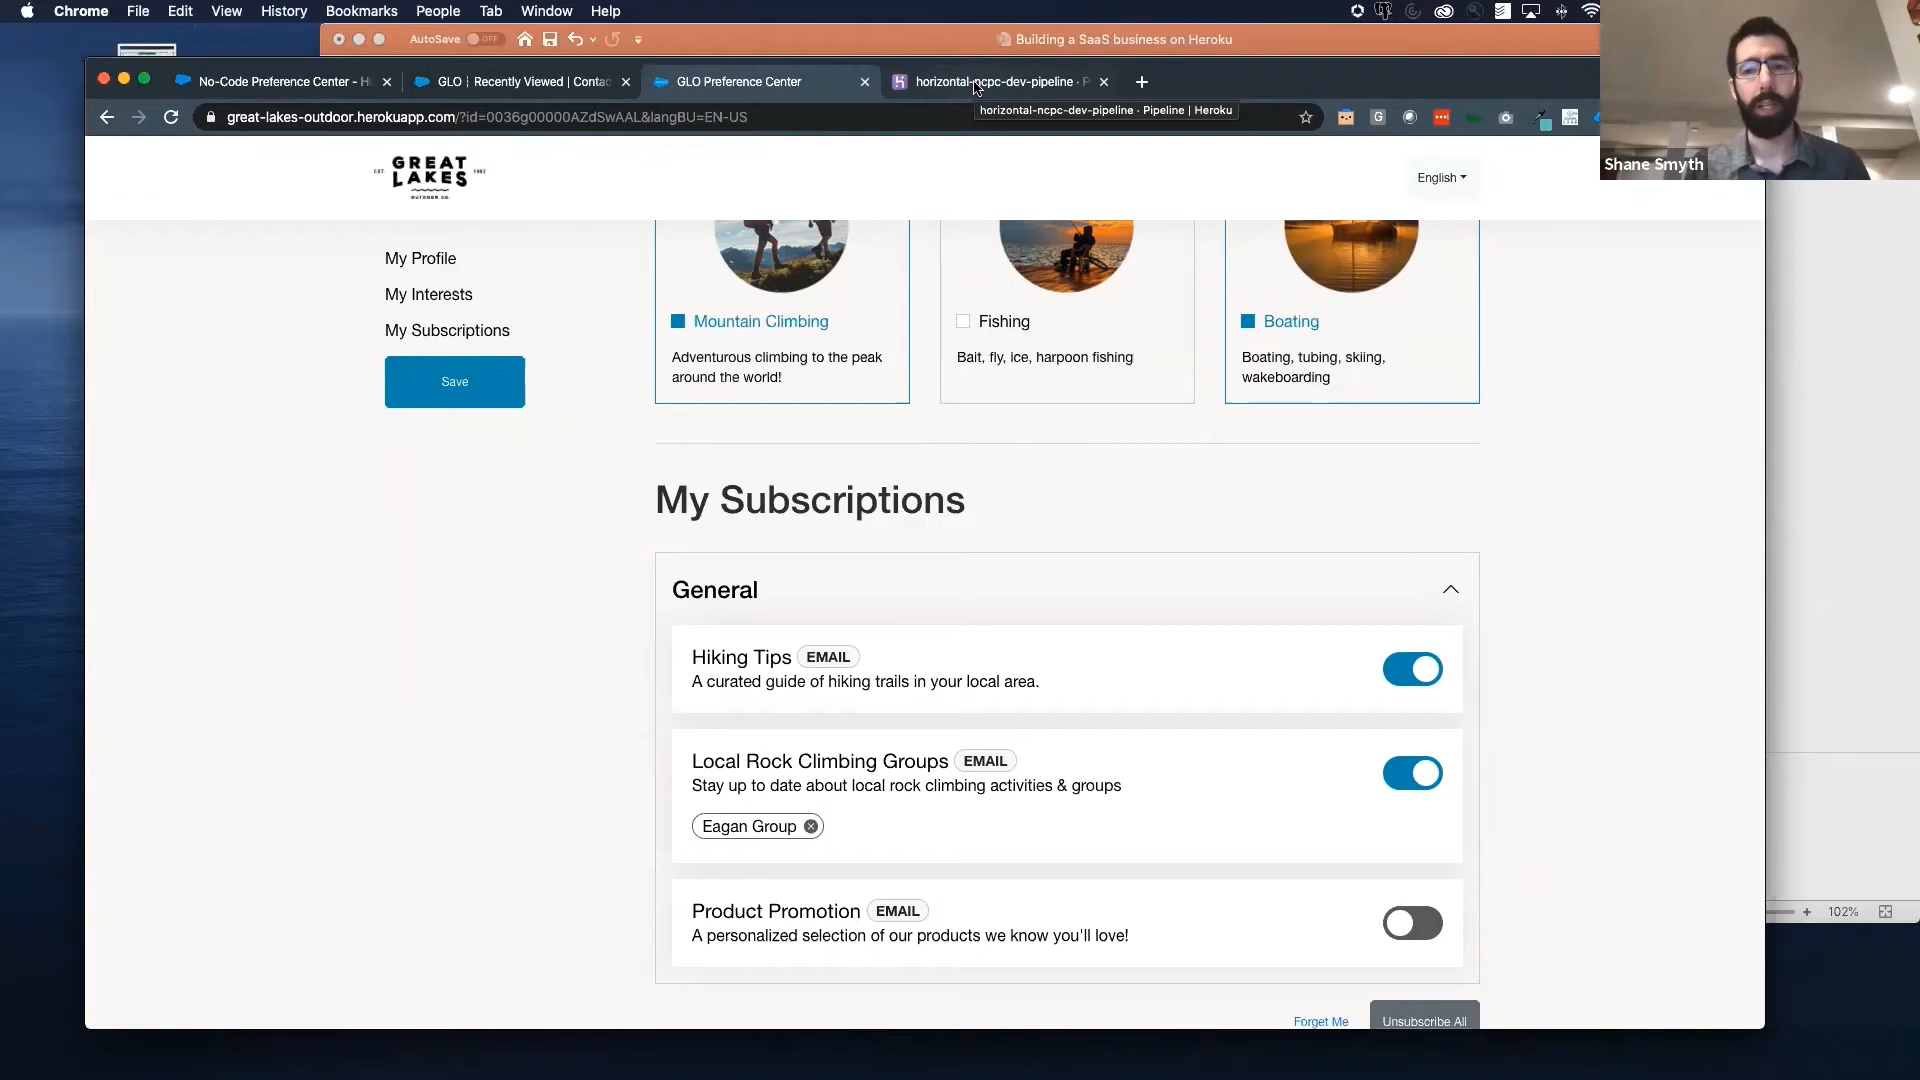 Chrome File Edit View History Bookmarks People Tab Window Help
AutoSave OFF
Building a SaaS business on Heroku
No-Code Preference Center - H
GLO | Recently Viewed | Contac
GLO Preference Center
horizontal-ncpc-dev-pipeline · P
great-lakes-outdoor.herokuapp.com/?id=0036g00000AZdSwAAL&langBU=EN-US
horizontal-ncpc-dev-pipeline · Pipeline | Heroku
Shane Smyth
EST. GREAT LAKES 1982
OUTDOOR CO.
English
My Profile
My Interests
My Subscriptions
Save
Mountain Climbing
Adventurous climbing to the peak
around the world!
Fishing
Bait, fly, ice, harpoon fishing
Boating
Boating, tubing, skiing,
wakeboarding
My Subscriptions
General
Hiking Tips EMAIL
A curated guide of hiking trails in your local area.
Local Rock Climbing Groups EMAIL
Stay up to date about local rock climbing activities & groups
Eagan Group
Product Promotion EMAIL
A personalized selection of our products we know you'll love!
102%
Forget Me
Unsubscribe All